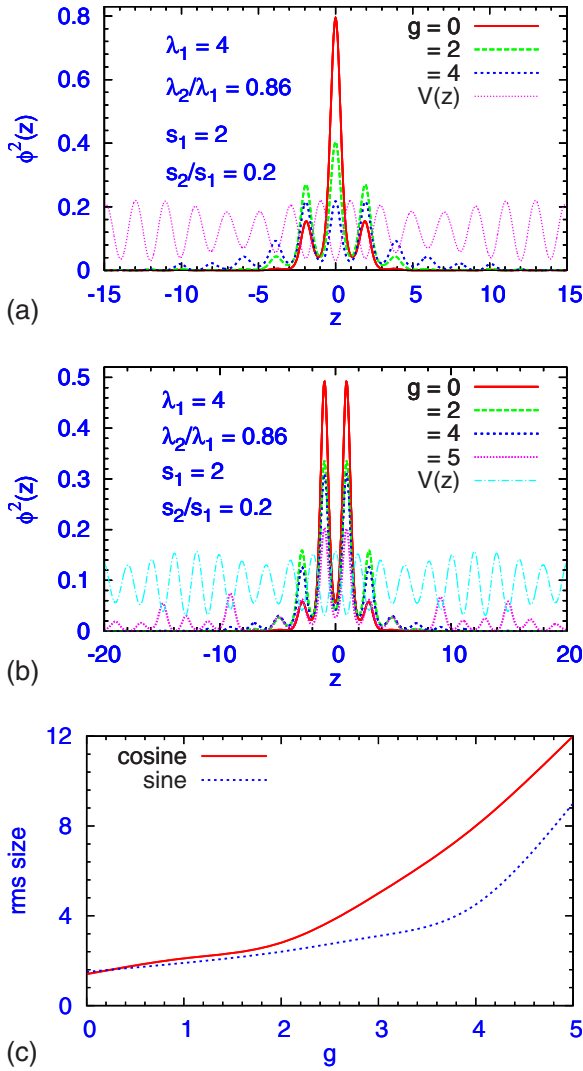 0.8
0.6
0.4
0.2
0
ϕ²(z)
λ₁ = 4
λ₂/λ₁ = 0.86
s₁ = 2
s₂/s₁ = 0.2
g = 0
= 2
= 4
V(z)
-15 -10 -5 0 5 10 15
z
(a)
0.5
0.4
0.3
0.2
0.1
0
ϕ²(z)
λ₁ = 4
λ₂/λ₁ = 0.86
s₁ = 2
s₂/s₁ = 0.2
g = 0
= 2
= 4
= 5
V(z)
-20 -10 0 10 20
z
(b)
12
8
4
0
rms size
cosine
sine
0 1 2 3 4 5
g
(c)